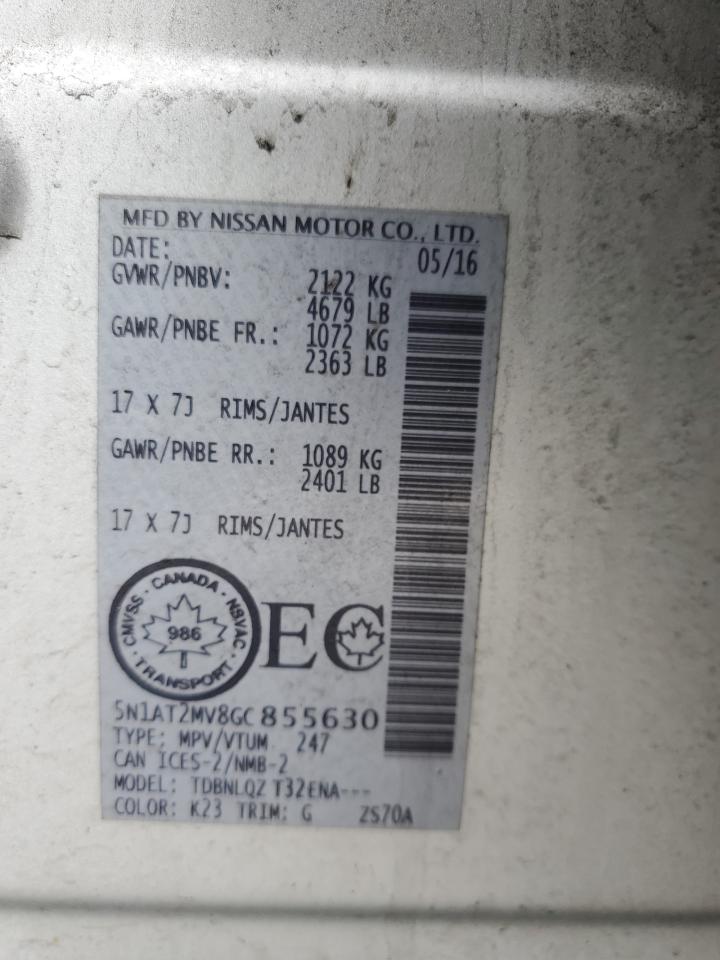 MFD BY NISSAN MOTOR CO., LTD.
DATE: 05/16
GVWR/PNBV: 2122 KG
4679 LB
GAWR/PNBE FR.: 1072 KG
2363 LB
17 X 7J RIMS/JANTES
GAWR/PNBE RR.: 1089 KG
2401 LB
17 X 7J RIMS/JANTES
CMVSS · CANADA · NSVAC
986
· TRANSPORT ·
EC
5N1AT2MV8GC855630
TYPE: MPV/VTUM 247
CAN ICES-2/NMB-2
MODEL: TDBNLQZ T32ENA---
COLOR: K23 TRIM: G ZS70A